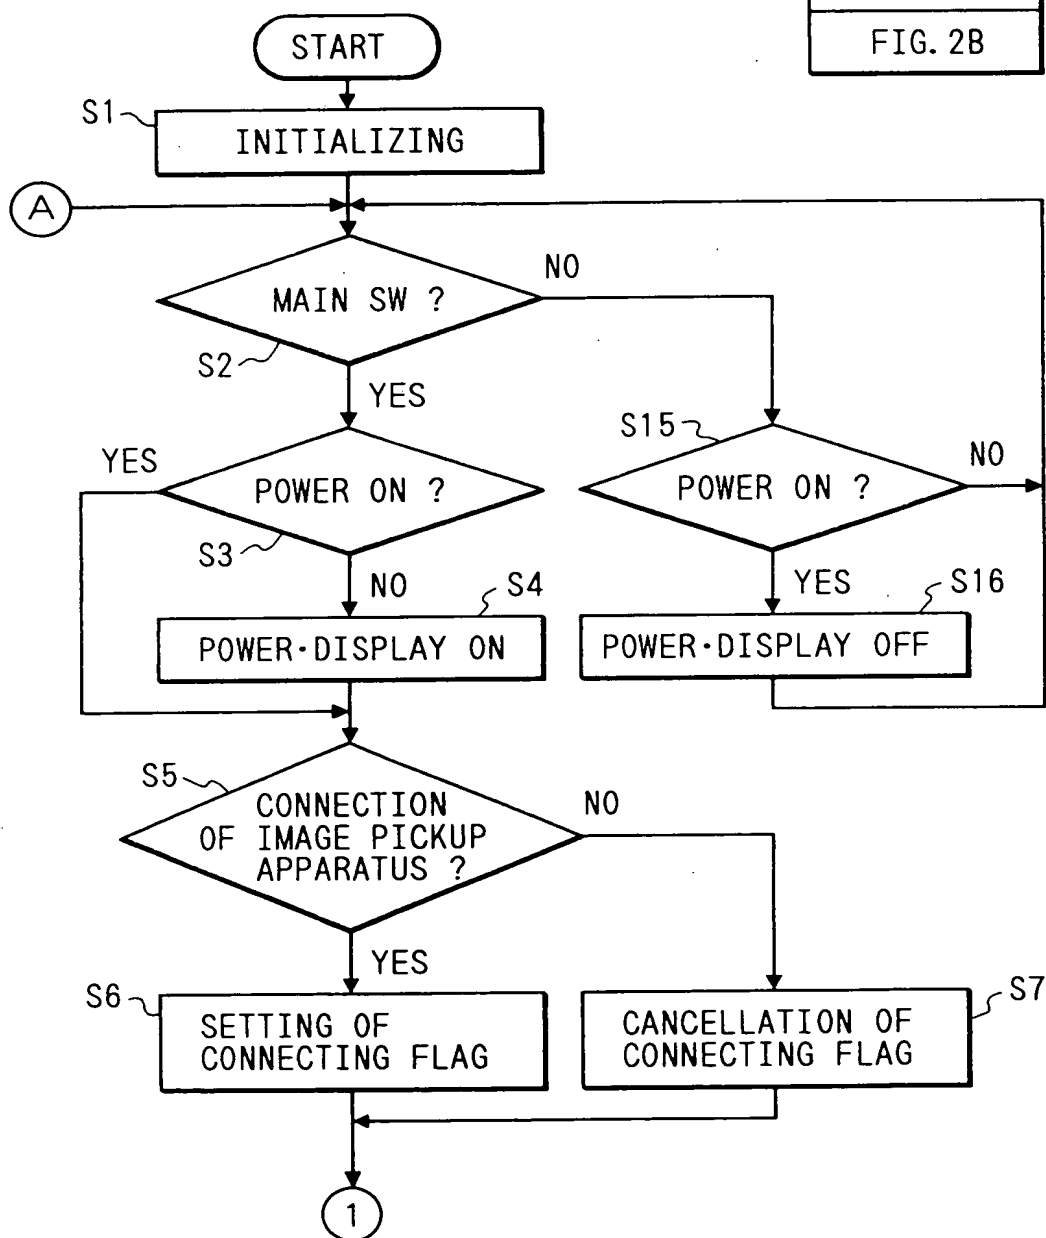 FIG. 2B
START
S1
INITIALIZING
A
MAIN SW ?
NO
S2
YES
S15
YES
NO
POWER ON ?
POWER ON ?
S3
NO
S4
YES
S16
POWER·DISPLAY ON
POWER·DISPLAY OFF
S5
CONNECTION
OF IMAGE PICKUP
APPARATUS ?
NO
YES
S6
S7
SETTING OF
CONNECTING FLAG
CANCELLATION OF
CONNECTING FLAG
1